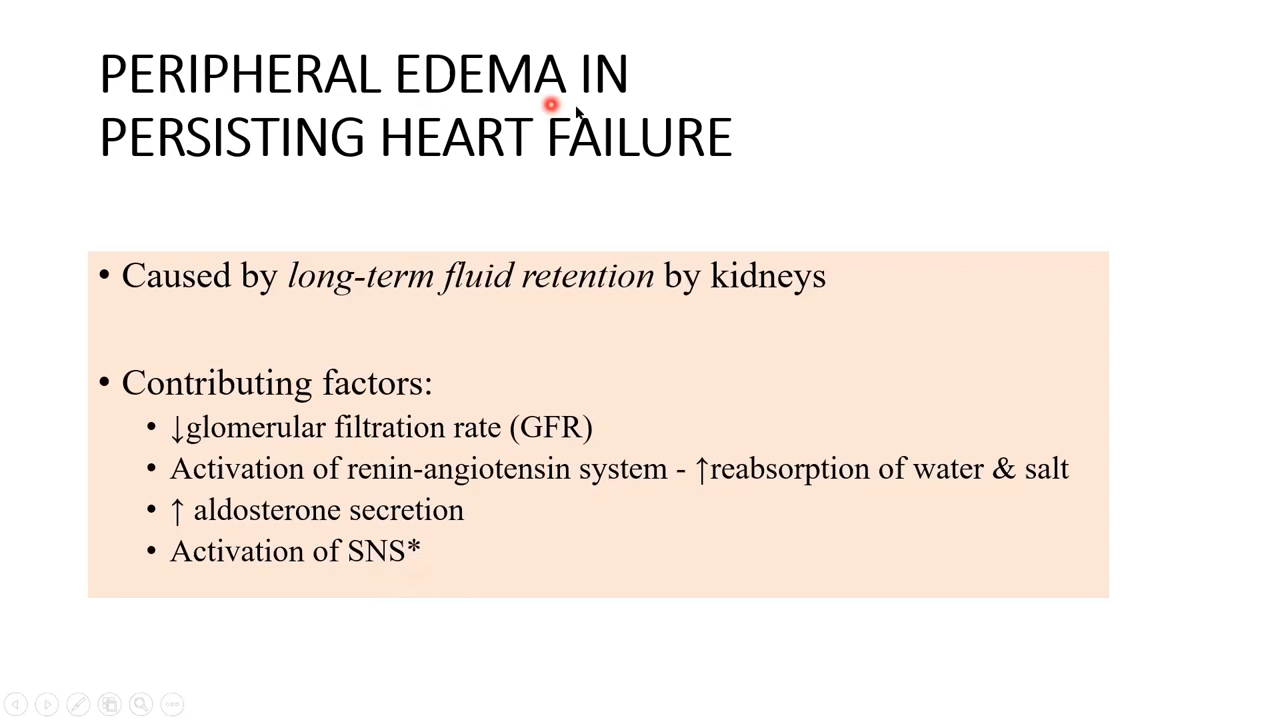 PERIPHERAL EDEMA IN
PERSISTING HEART FAILURE
• Caused by long-term fluid retention by kidneys
• Contributing factors:
• ↓glomerular filtration rate (GFR)
• Activation of renin-angiotensin system - ↑reabsorption of water & salt
• ↑ aldosterone secretion
• Activation of SNS*